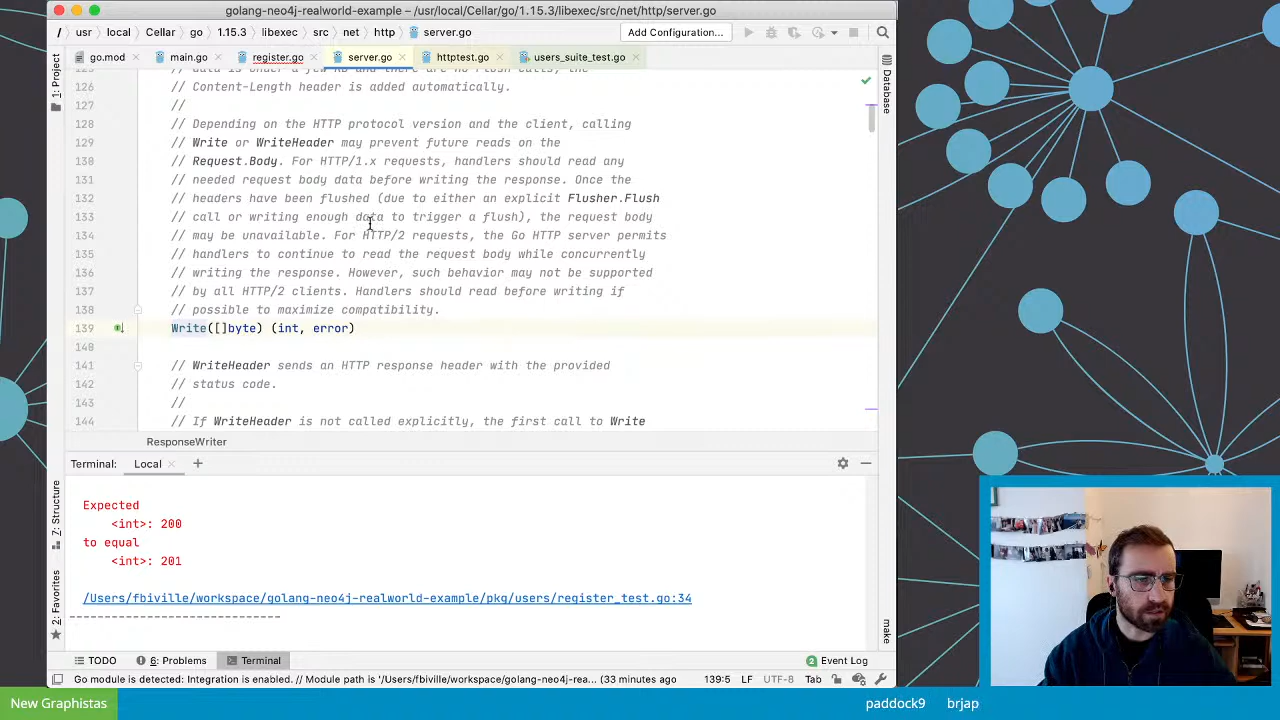 golang-neo4j-realworld-example – /usr/local/Cellar/go/1.15.3/libexec/src/net/http/server.go
/ usr local Cellar go 1.15.3 libexec src net http server.go Add Configuration...
go.mod main.go register.go server.go httptest.go users_suite_test.go
1: Project
Database
126 // Content-Length header is added automatically.
127 //
128 // Depending on the HTTP protocol version and the client, calling
129 // Write or WriteHeader may prevent future reads on the
130 // Request.Body. For HTTP/1.x requests, handlers should read any
131 // needed request body data before writing the response. Once the
132 // headers have been flushed (due to either an explicit Flusher.Flush
133 // call or writing enough data to trigger a flush), the request body
134 // may be unavailable. For HTTP/2 requests, the Go HTTP server permits
135 // handlers to continue to read the request body while concurrently
136 // writing the response. However, such behavior may not be supported
137 // by all HTTP/2 clients. Handlers should read before writing if
138 // possible to maximize compatibility.
139 Write([]byte) (int, error)
140
141 // WriteHeader sends an HTTP response header with the provided
142 // status code.
143 //
144 // If WriteHeader is not called explicitly, the first call to Write
ResponseWriter
Terminal: Local +
7: Structure
2: Favorites
make
Expected
<int>: 200
to equal
<int>: 201
/Users/fbiville/workspace/golang-neo4j-realworld-example/pkg/users/register_test.go:34
------------------------------
TODO 6: Problems Terminal 2 Event Log
Go module is detected: Integration is enabled. // Module path is '/Users/fbiville/workspace/golang-neo4j-rea... (33 minutes ago 139:5 LF UTF-8 4 spaces
New Graphistas paddock9 brjap